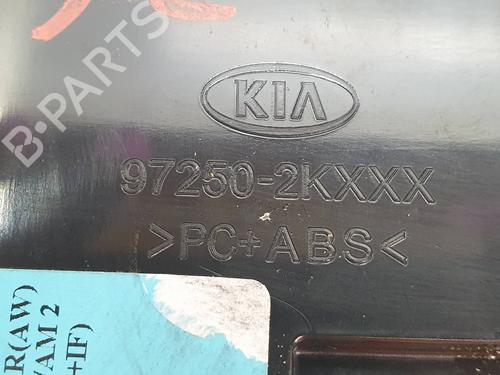 B-PARTS
KIA
97250-2KXXX
>PC+ABS<
R(AW)
AM 2
+IF)